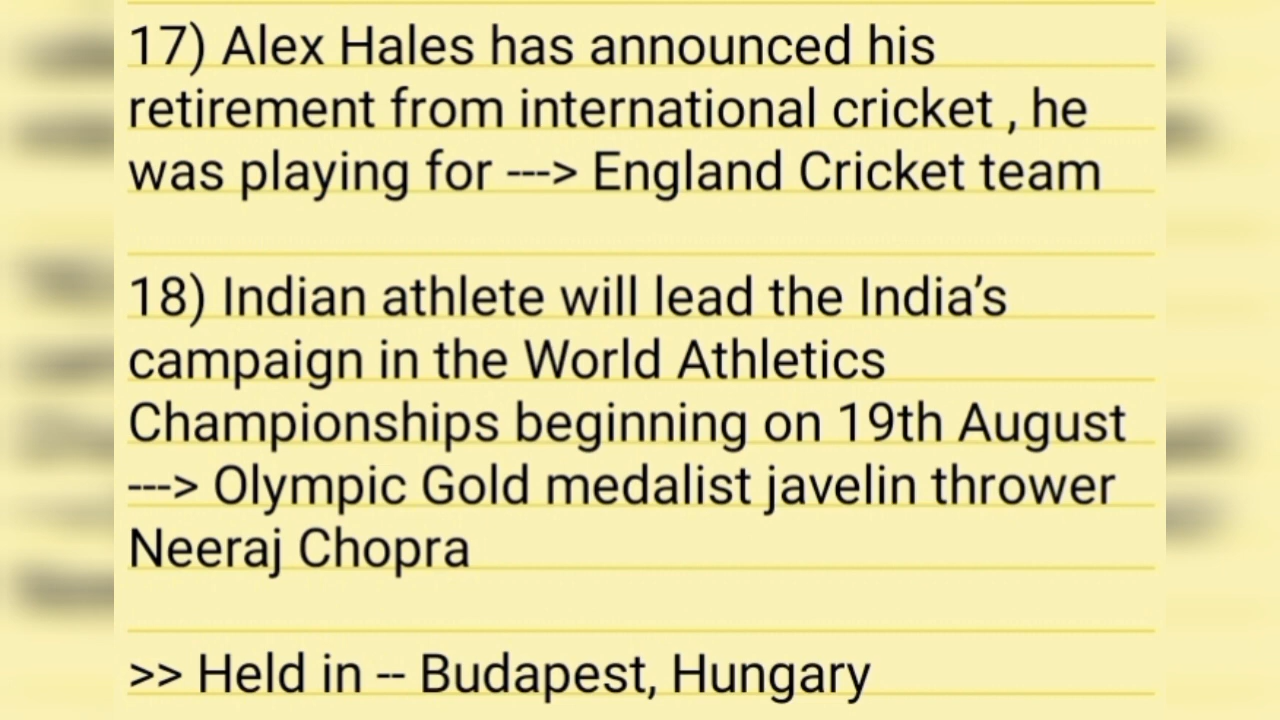 17) Alex Hales has announced his
retirement from international cricket , he
was playing for ---> England Cricket team
18) Indian athlete will lead the India’s
campaign in the World Athletics
Championships beginning on 19th August
---> Olympic Gold medalist javelin thrower
Neeraj Chopra
>> Held in -- Budapest, Hungary